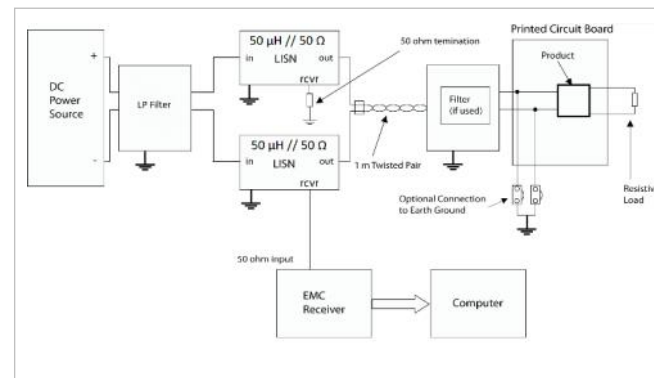 Printed Circuit Board
50 µH // 50 Ω
in
LISN
out
rcvr
50 ohm temination
Product
DC
Power
Source
+
-
LP Filter
Filter
(if used)
1 m Twisted Pair
50 µH // 50 Ω
in
LISN
out
rcvr
Optional Connection
to Earth Ground
Resistive
Load
50 ohm input
EMC
Receiver
Computer